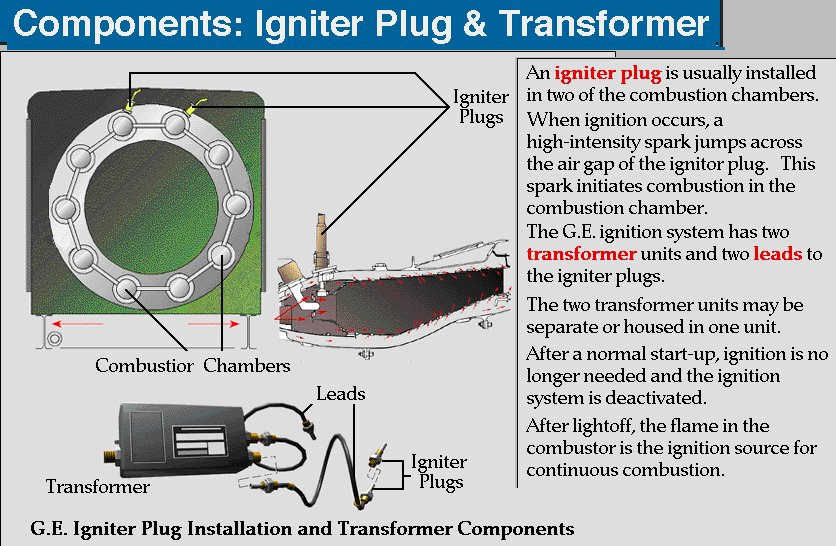 Components: Igniter Plug & Transformer
Igniter
Plugs
Combustior Chambers
An igniter plug is usually installed
in two of the combustion chambers.
When ignition occurs, a
high-intensity spark jumps across
the air gap of the ignitor plug. This
spark initiates combustion in the
combustion chamber.
The G.E. ignition system has two
transformer units and two leads to
the igniter plugs.
The two transformer units may be
separate or housed in one unit.
After a normal start-up, ignition is no
longer needed and the ignition
system is deactivated.
After lightoff, the flame in the
combustor is the ignition source for
continuous combustion.
Leads
Transformer
Igniter
Plugs
G.E. Igniter Plug Installation and Transformer Components